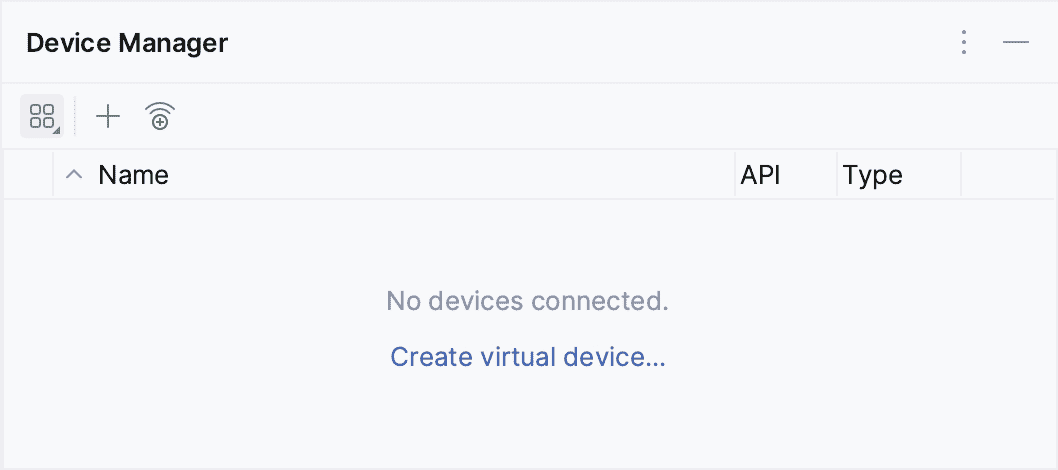 Device Manager
Name API Type
No devices connected.
Create virtual device...